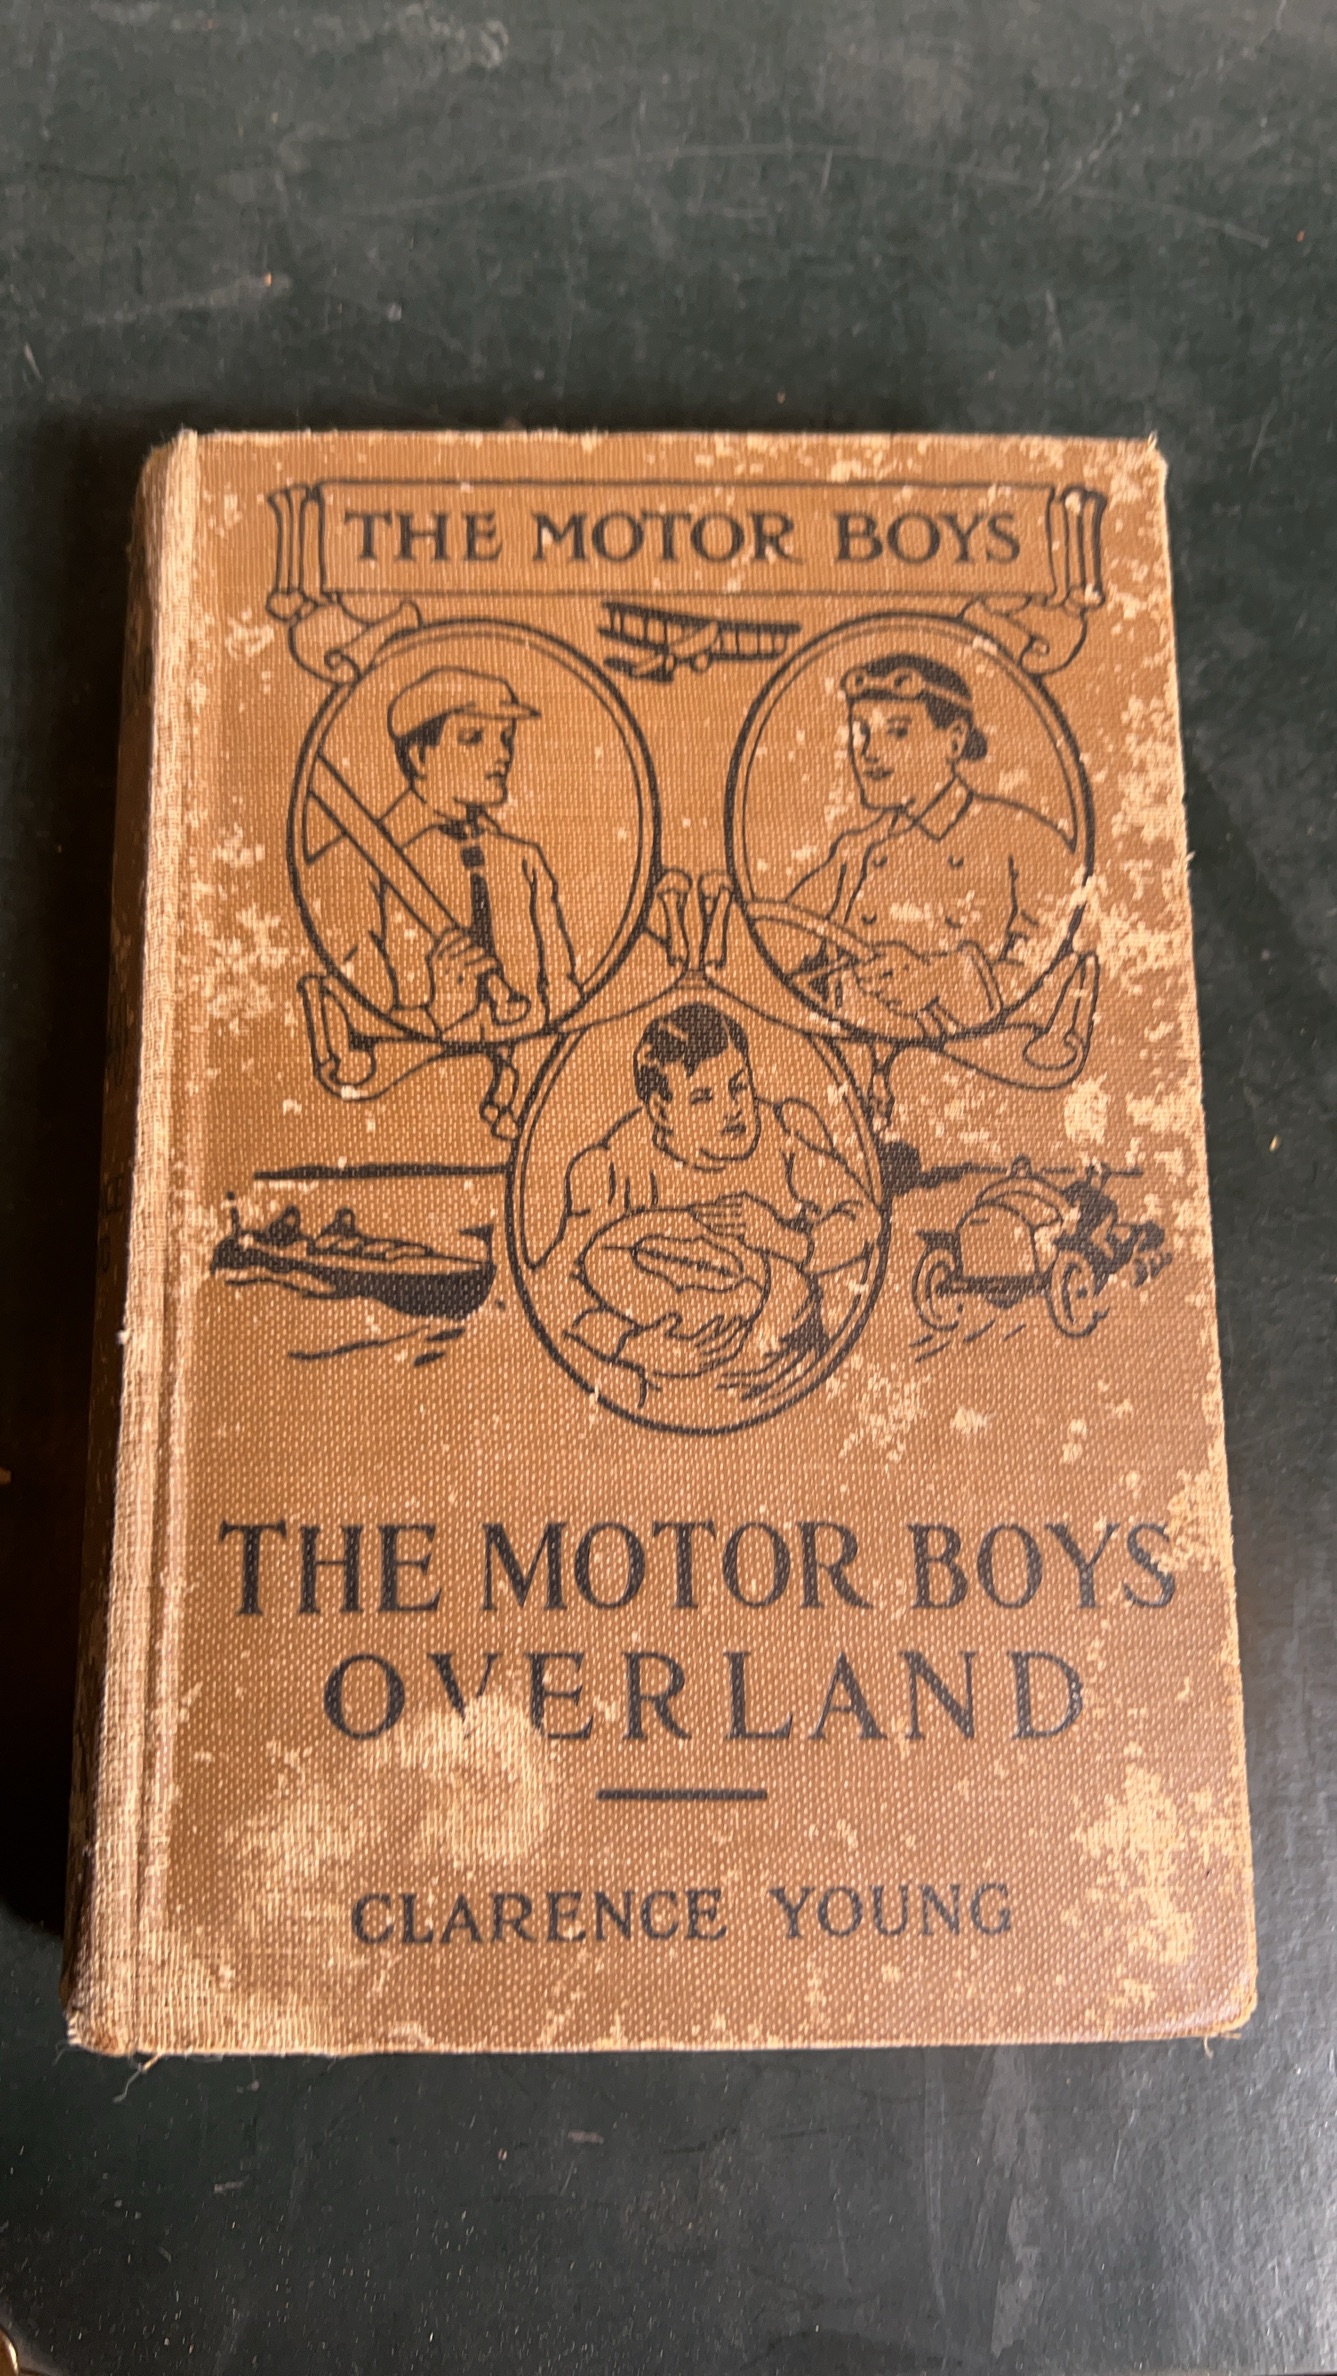 THE MOTOR BOYS
THE MOTOR BOYS
OVERLAND
CLARENCE YOUNG